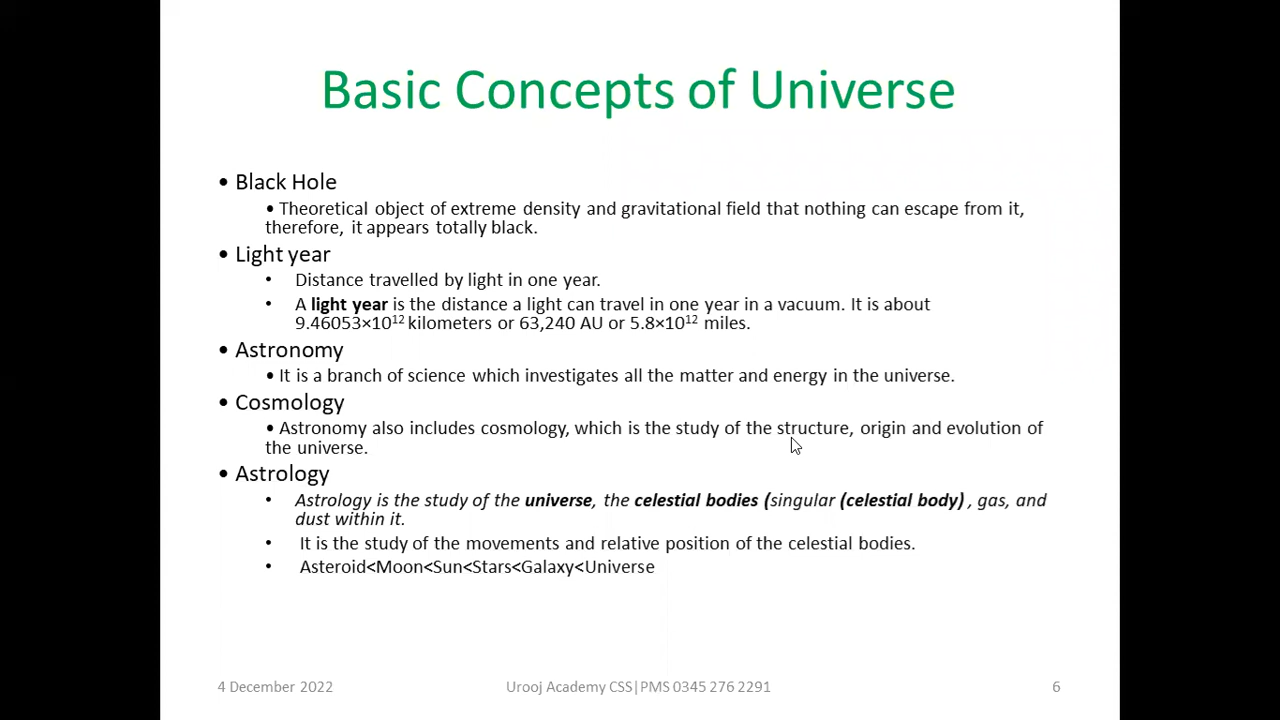 Basic Concepts of Universe
• Black Hole
• Theoretical object of extreme density and gravitational field that nothing can escape from it,
therefore, it appears totally black.
• Light year
• Distance travelled by light in one year.
• A light year is the distance a light can travel in one year in a vacuum. It is about
9.46053×10¹² kilometers or 63,240 AU or 5.8×10¹² miles.
• Astronomy
• It is a branch of science which investigates all the matter and energy in the universe.
• Cosmology
• Astronomy also includes cosmology, which is the study of the structure, origin and evolution of
the universe.
• Astrology
• Astrology is the study of the universe, the celestial bodies (singular (celestial body) , gas, and
dust within it.
• It is the study of the movements and relative position of the celestial bodies.
• Asteroid<Moon<Sun<Stars<Galaxy<Universe
4 December 2022 Urooj Academy CSS|PMS 0345 276 2291 6